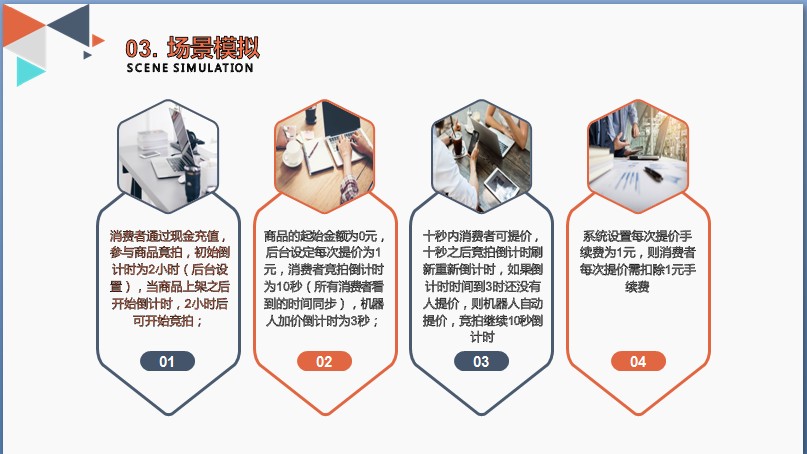 03. 场景模拟
SCENE SIMULATION
消费者通过现金充值，
参与商品竞拍，初始倒
计时为2小时（后台设
置），当商品上架之后
开始倒计时，2小时后
可开始竞拍；
01
商品的起始金额为0元，
后台设定每次提价为1
元，消费者竞拍倒计时
为10秒（所有消费者看
到的时间同步），机器
人加价倒计时为3秒；
02
十秒内消费者可提价，
十秒之后竞拍倒计时刷
新重新倒计时，如果倒
计时时间到3时还没有
人提价，则机器人自动
提价，竞拍继续10秒倒
计时
03
系统设置每次提价手
续费为1元，则消费者
每次提价需扣除1元手
续费
04